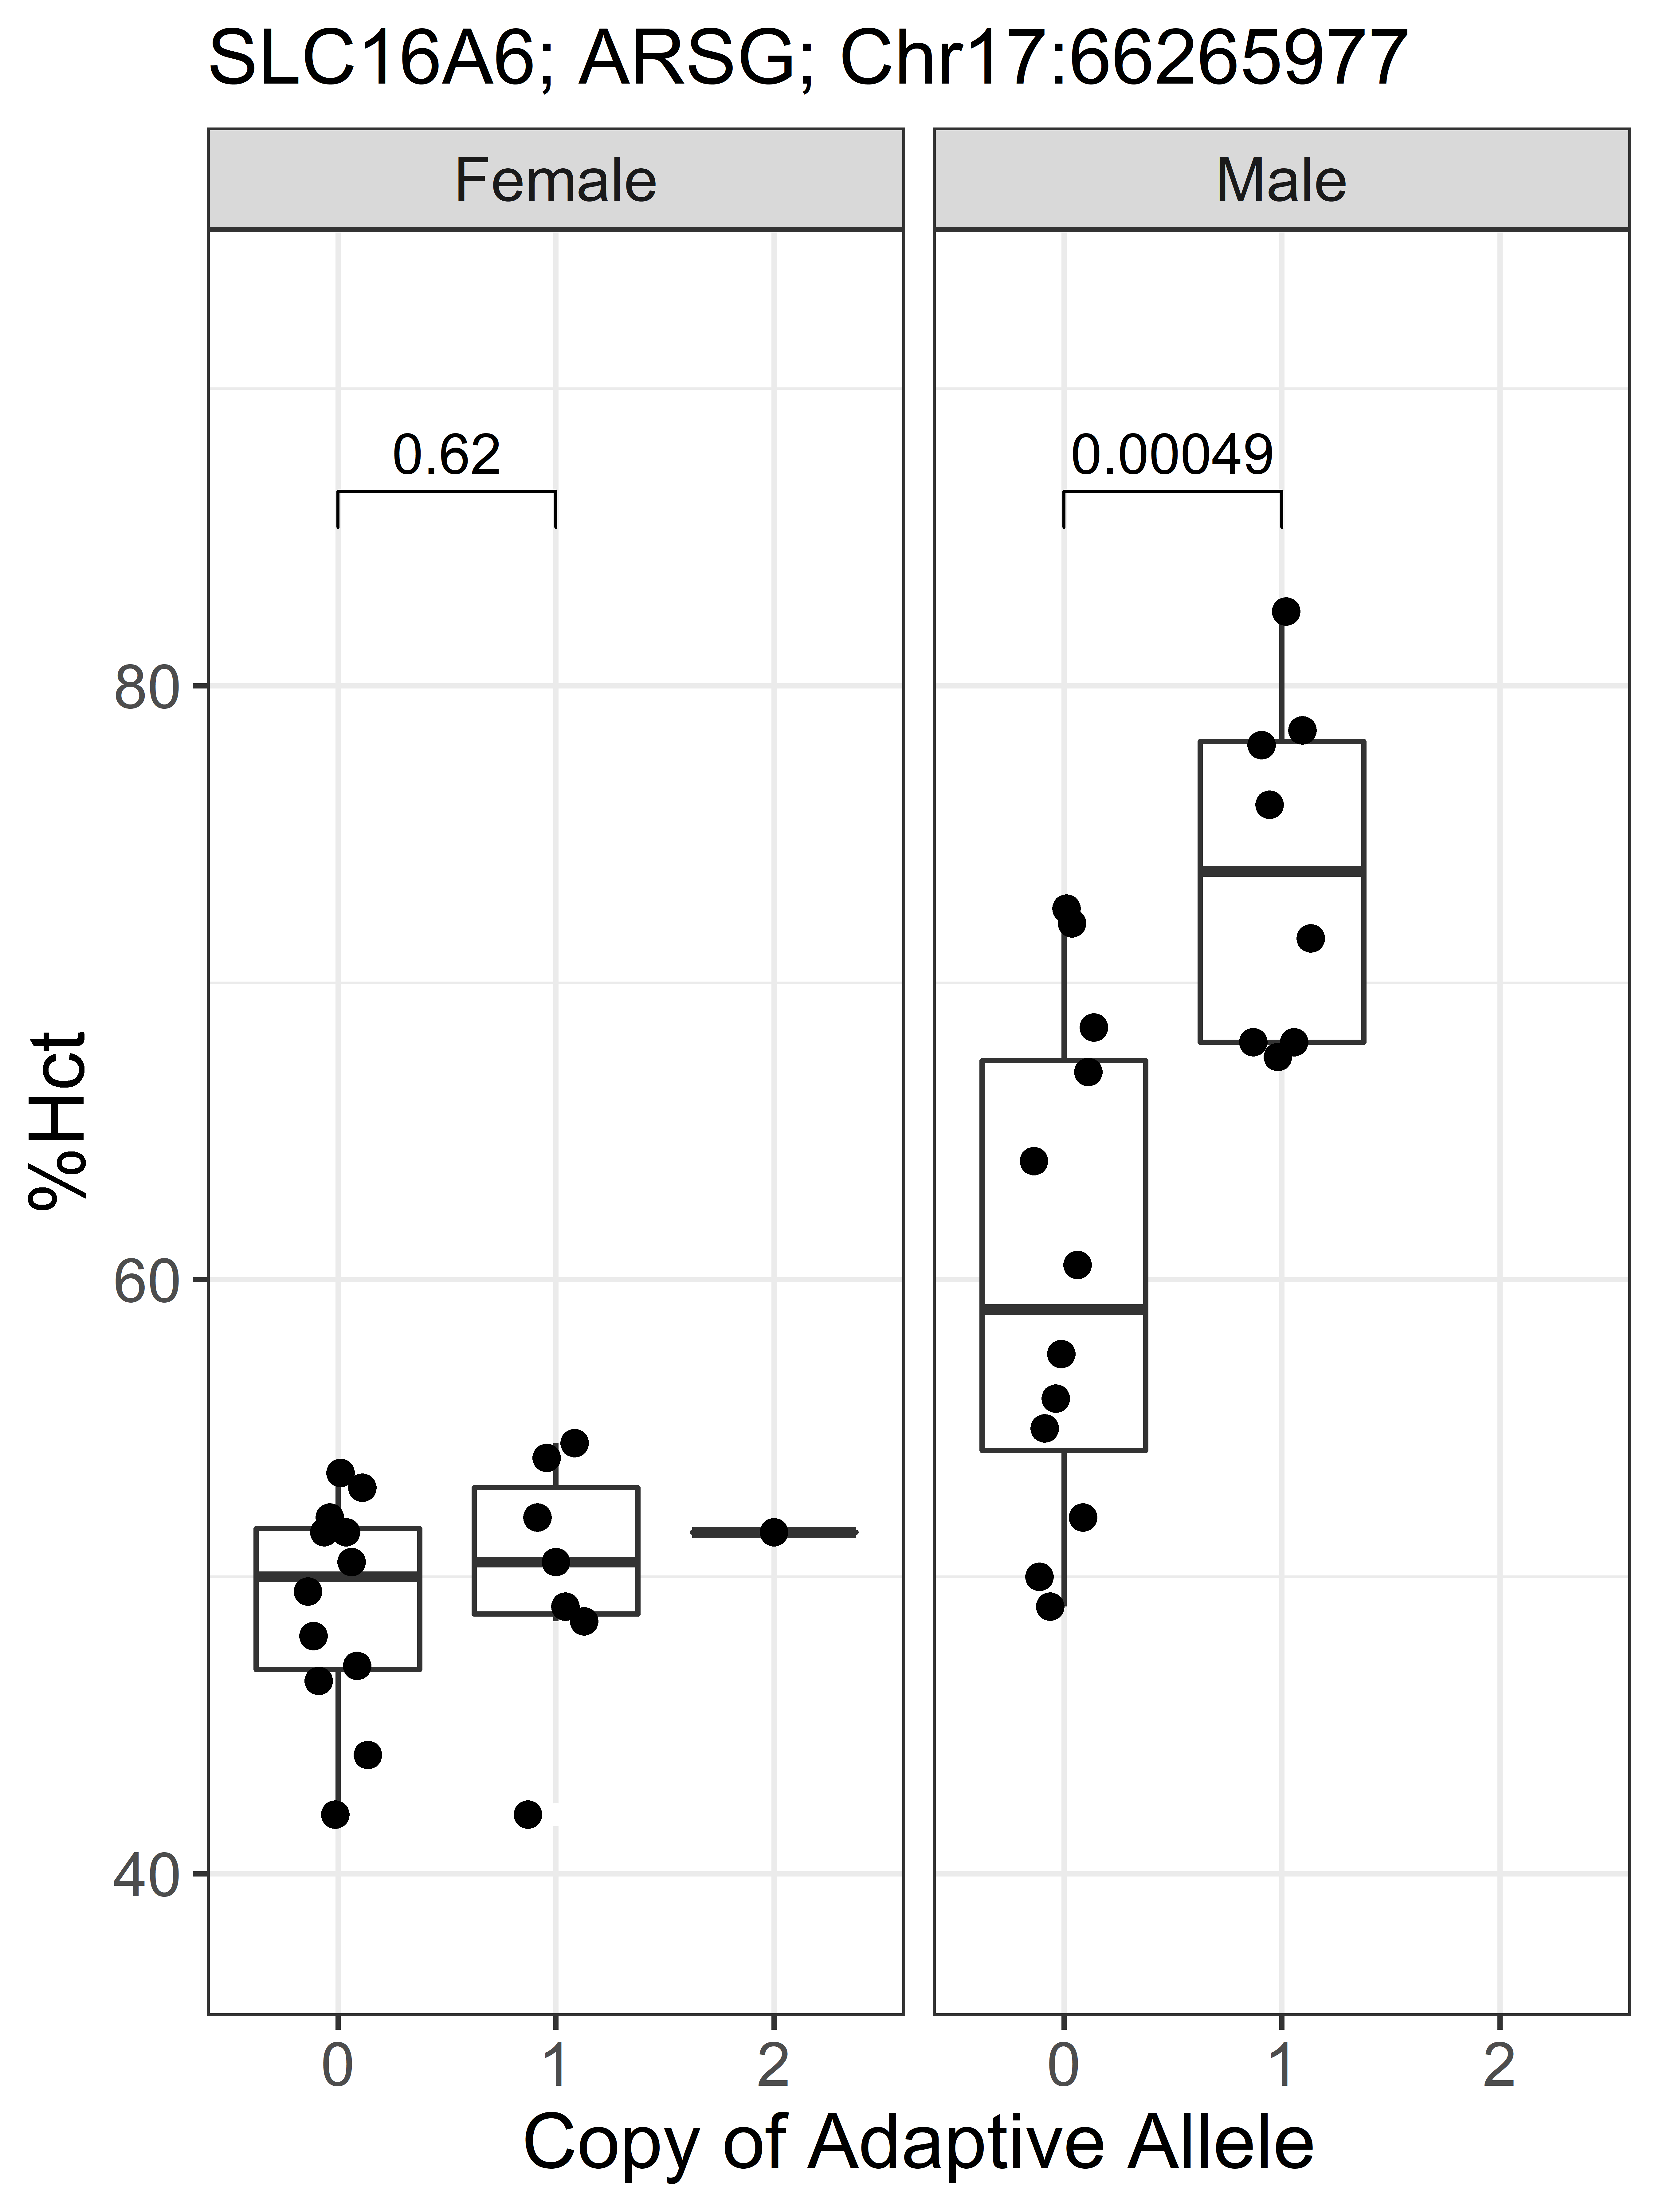 SLC16A6; ARSG; Chr17:66265977
Female
Male
0.62
0.00049
80
60
40
%Hct
0 1 2
0 1 2
Copy of Adaptive Allele